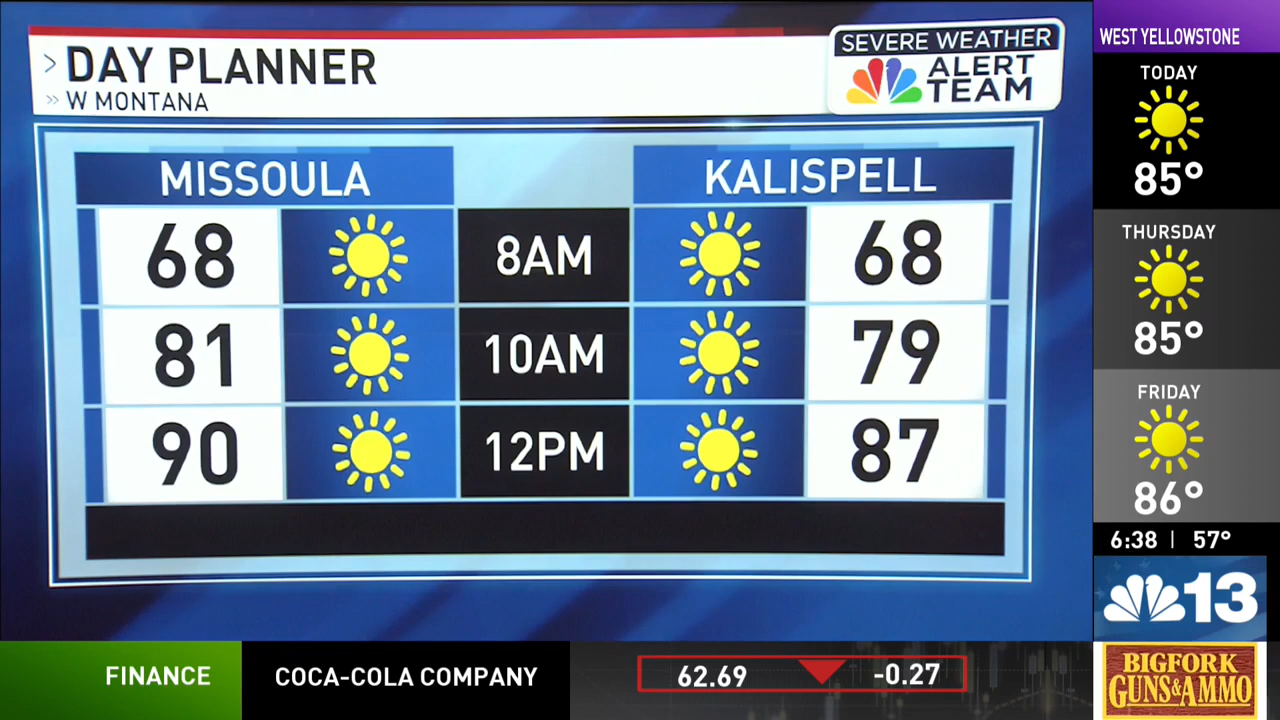 > DAY PLANNER
» W MONTANA
SEVERE WEATHER
ALERT
TEAM
MISSOULA
KALISPELL
68 8AM 68
81 10AM 79
90 12PM 87
WEST YELLOWSTONE
TODAY
85°
THURSDAY
85°
FRIDAY
86°
6:38 | 57°
13
BIGFORK
GUNS & AMMO
FINANCE COCA-COLA COMPANY 62.69 -0.27